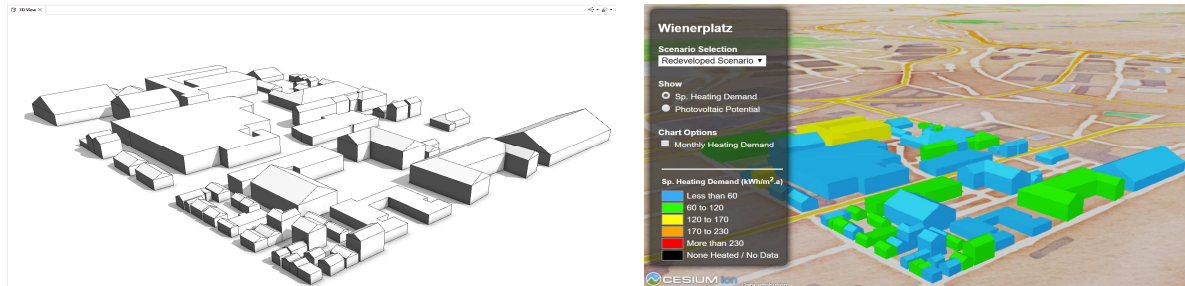 3D View
Wienerplatz
Scenario Selection
Redeveloped Scenario
Show
Sp. Heating Demand
Photovoltaic Potential
Chart Options
Monthly Heating Demand
Sp. Heating Demand (kWh/m².a)
Less than 60
60 to 120
120 to 170
170 to 230
More than 230
None Heated / No Data
CESIUM ion